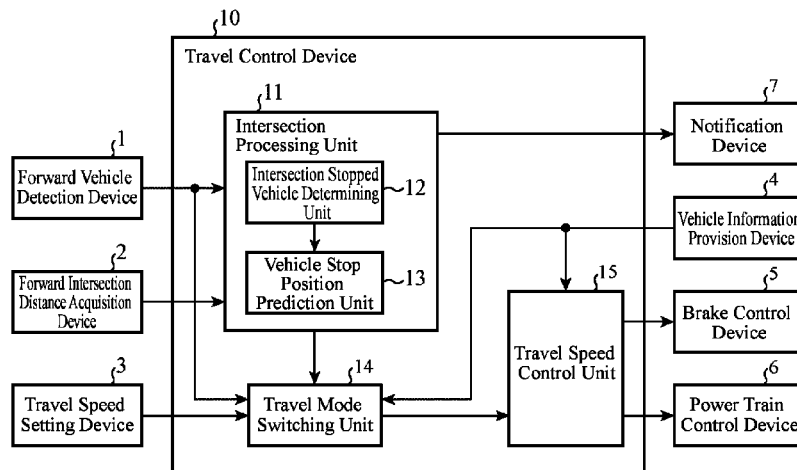 10
Travel Control Device
11
Intersection
Processing Unit
Intersection Stopped
Vehicle Determining
Unit
12
Vehicle Stop
Position
Prediction Unit
13
1
Forward Vehicle
Detection Device
2
Forward Intersection
Distance Acquisition
Device
3
Travel Speed
Setting Device
14
Travel Mode
Switching Unit
15
Travel Speed
Control Unit
7
Notification
Device
4
Vehicle Information
Provision Device
5
Brake Control
Device
6
Power Train
Control Device